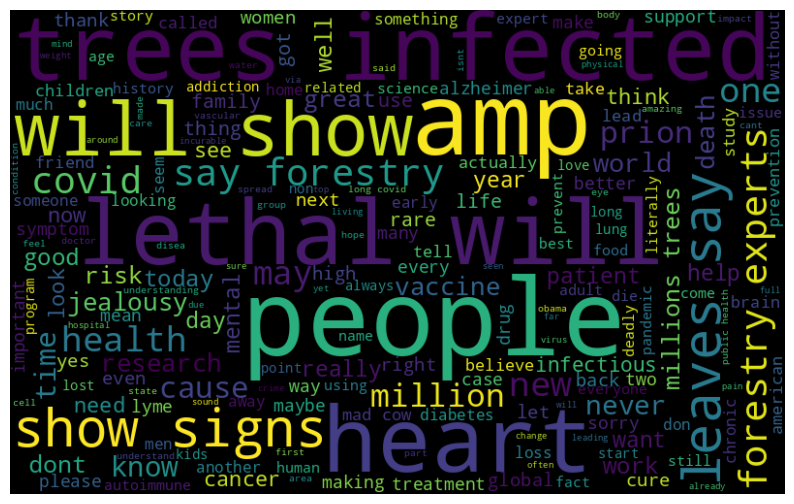 thank story called women something expert make support body impact
trees infected
mind age got well going without
weight water via said isnt physical able
children history addiction home related science alzheimer take think one
much made family great use lead issue
care vascular amazing
will show amp
around incurable thing see prion death study
friend seem actually love cant prevention
condition covid say forestry year world
someone looking non spread top long covid next early life better prevent eye literally
now group living rare long lung
symptom lethal will
feel doctor disea hope many tell best food
good sure seen every millions trees leaves say forestry experts
program look risk today may high always vaccine patient help
important understanding mean due mental yet adult die come brain
jealousy day people obama deadly pandemic public health full
hospital name drug far virus
time health point really right believe infectious american
yes research
lost even cause way using case back two
cell state crime sound away million new everyone never chronic pain
need lyme maybe mad cow diabetes let sorry want don
show signs men heart change will
dont know kids first part loss start work still
understand another human area leading often cure already
please autoimmune cancer making treatment global fact